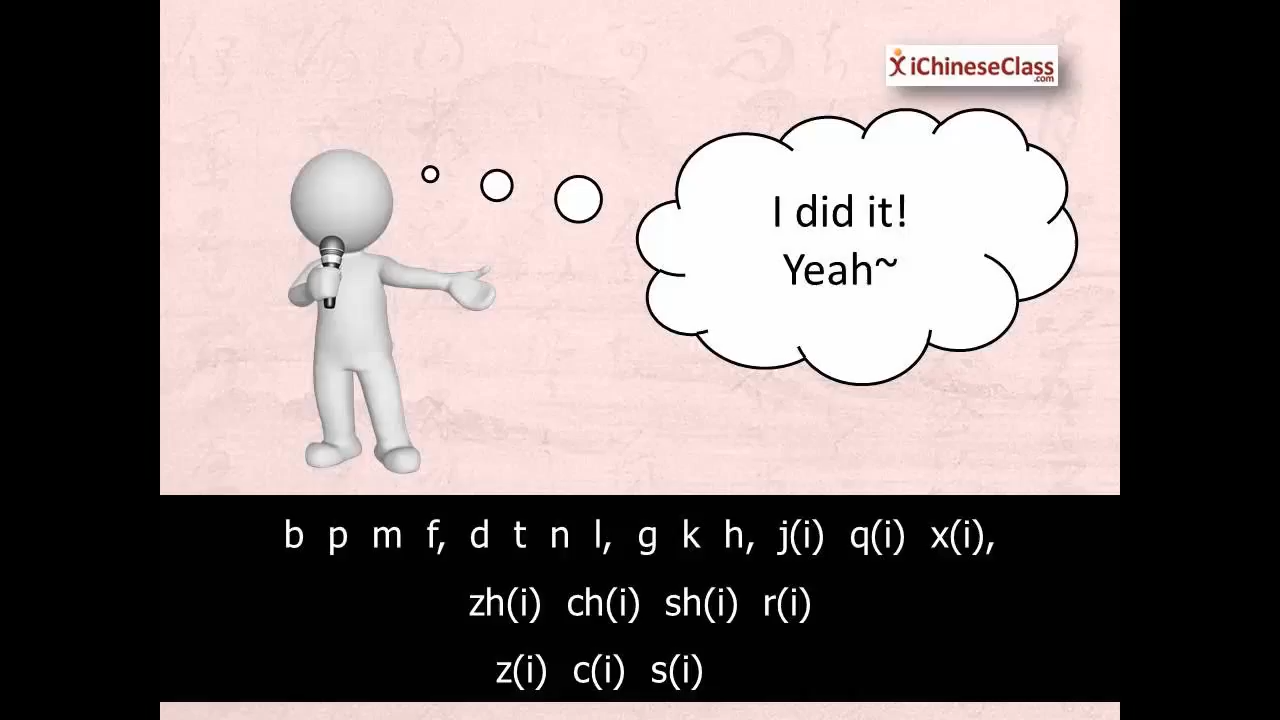 iChineseClass
.com
I did it!
Yeah~
b p m f, d t n l, g k h, j(i) q(i) x(i),
zh(i) ch(i) sh(i) r(i)
z(i) c(i) s(i)